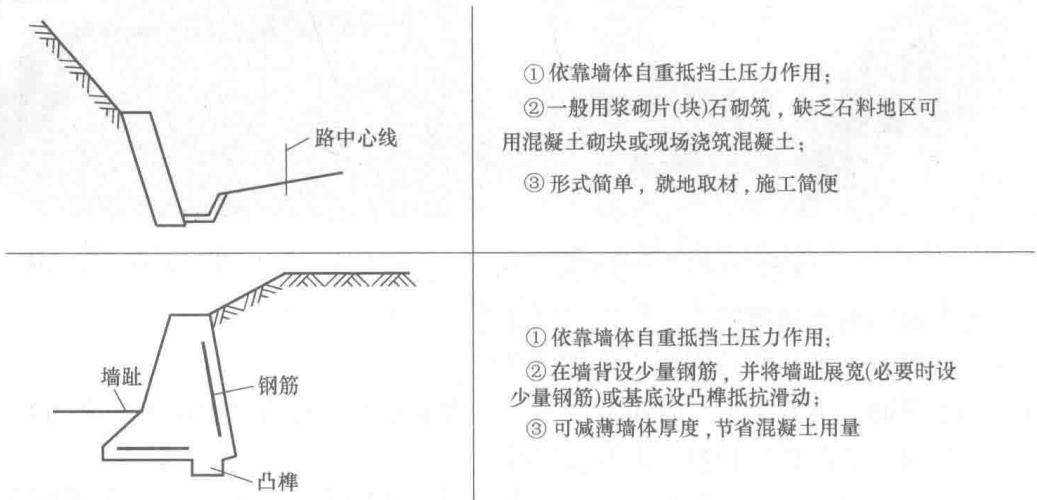 路中心线
①依靠墙体自重抵挡土压力作用;
②一般用浆砌片(块)石砌筑，缺乏石料地区可
用混凝土砌块或现场浇筑混凝土;
③ 形式简单，就地取材，施工简便
墙趾
钢筋
凸榫
①依靠墙体自重抵挡土压力作用;
②在墙背设少量钢筋，并将墙趾展宽(必要时设
少量钢筋)或基底设凸榫抵抗滑动;
③ 可减薄墙体厚度,节省混凝土用量